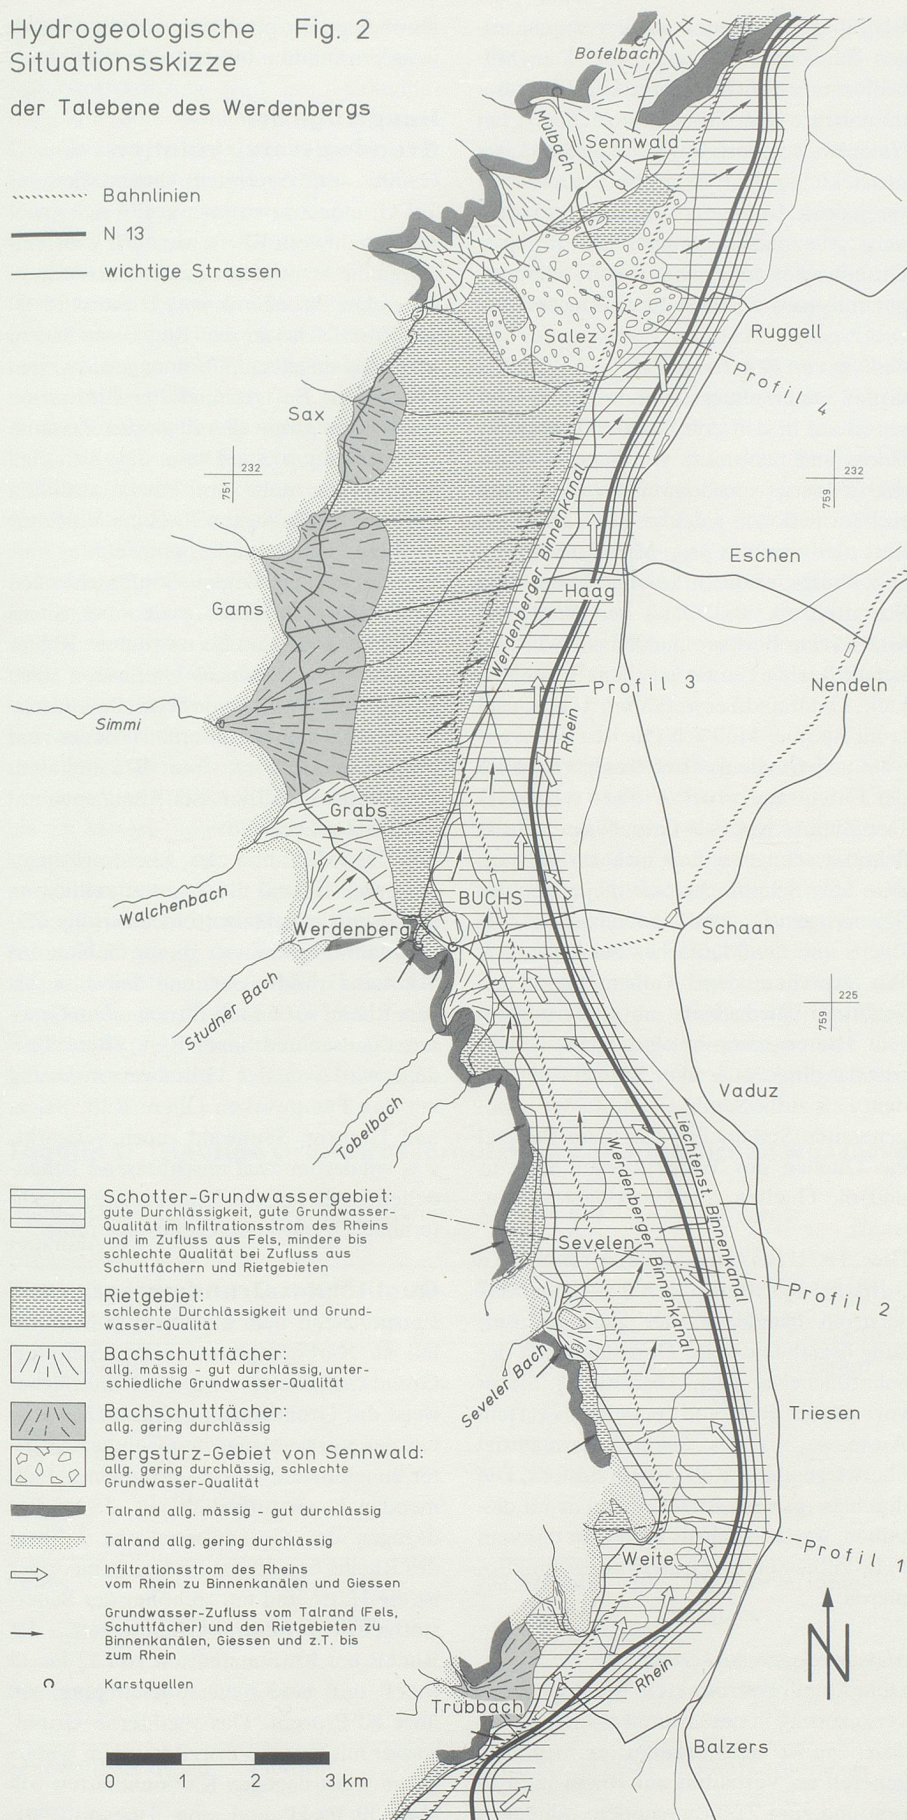 Hydrogeologische Fig. 2
Situationsskizze
der Talebene des Werdenbergs
Bahnlinien
N 13
wichtige Strassen
Bofelbach
Mülbach
Sennwald
Salez
Ruggell
Profil 4
Sax
232
751
232
759
Werdenberger Binnenkanal
Eschen
Haag
Gams
Profil 3
Nendeln
Simmi
Rhein
Grabs
BUCHS
Walchenbach
Werdenberg
Schaan
Studner Bach
225
759
Vaduz
Tobelbach
Liechtenst. Binnenkanal
Werdenberger Binnenkanal
Sevelen
Profil 2
Seveler Bach
Triesen
Weite
Profil 1
N
Rhein
Trübbach
Balzers
Schotter-Grundwassergebiet:
gute Durchlässigkeit, gute Grundwasser-
Qualität im Infiltrationsstrom des Rheins
und im Zufluss aus Fels, mindere bis
schlechte Qualität bei Zufluss aus
Schuttfächern und Rietgebieten
Rietgebiet:
schlechte Durchlässigkeit und Grund-
wasser-Qualität
Bachschuttfächer:
allg. mässig - gut durchlässig, unter-
schiedliche Grundwasser-Qualität
Bachschuttfächer:
allg. gering durchlässig
Bergsturz-Gebiet von Sennwald:
allg. gering durchlässig, schlechte
Grundwasser-Qualität
Talrand allg. mässig - gut durchlässig
Talrand allg. gering durchlässig
Infiltrationsstrom des Rheins
vom Rhein zu Binnenkanälen und Giessen
Grundwasser-Zufluss vom Talrand (Fels,
Schuttfächer) und den Rietgebieten zu
Binnenkanälen, Giessen und z.T. bis
zum Rhein
Karstquellen
0 1 2 3 km